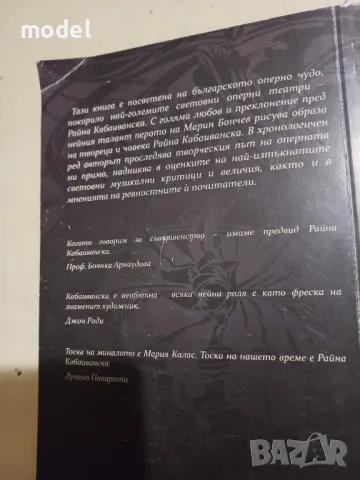 model
Тази книга е посветена на българското оперно чудо,
покорило най-големите световни оперни театри –
Райна Кабаиванска. С голяма любов и преклонение пред
нейния талант перото на Марин Бончев рисува образа
на твореца и човека Райна Кабаиванска. В хронологичен
ред авторът проследява творческия път на оперната
ни прима, надниква в оценките на най-изтъкнатите
световни музикални критици и величия, както и в
мненията на ревностните ѝ почитатели.
Когато говорим за съвършенство – имаме предвид Райна
Кабаиванска.
Проф. Боянка Арнаудова
Кабаиванска е необятна – всяка нейна роля е като фреска на
знаменит художник.
Джон Роди
Тоска на миналото е Мария Калас. Тоска на нашето време е Райна
Кабаиванска.
Лучано Павароти
BAZAR